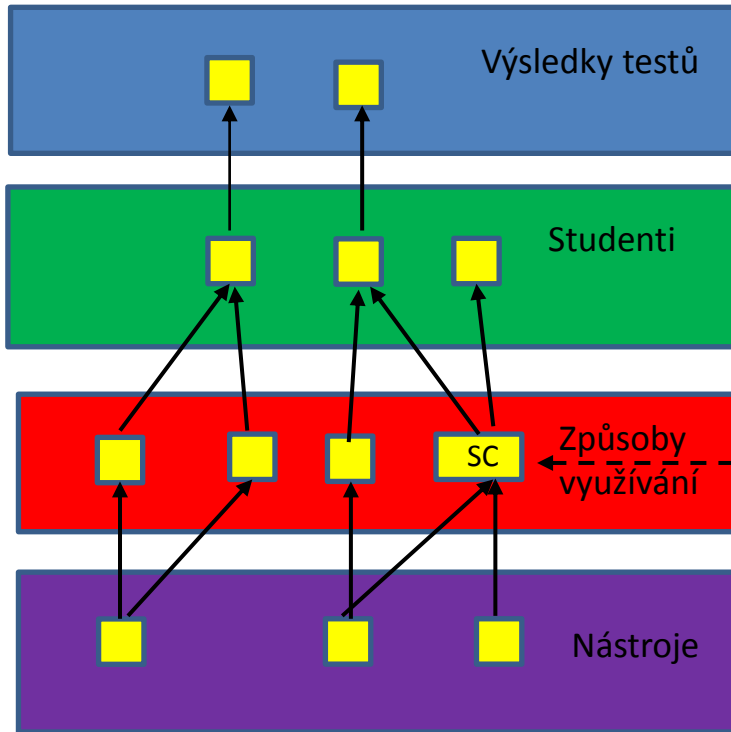 Výsledky testů
Studenti
SC
Způsoby
využívání
Nástroje